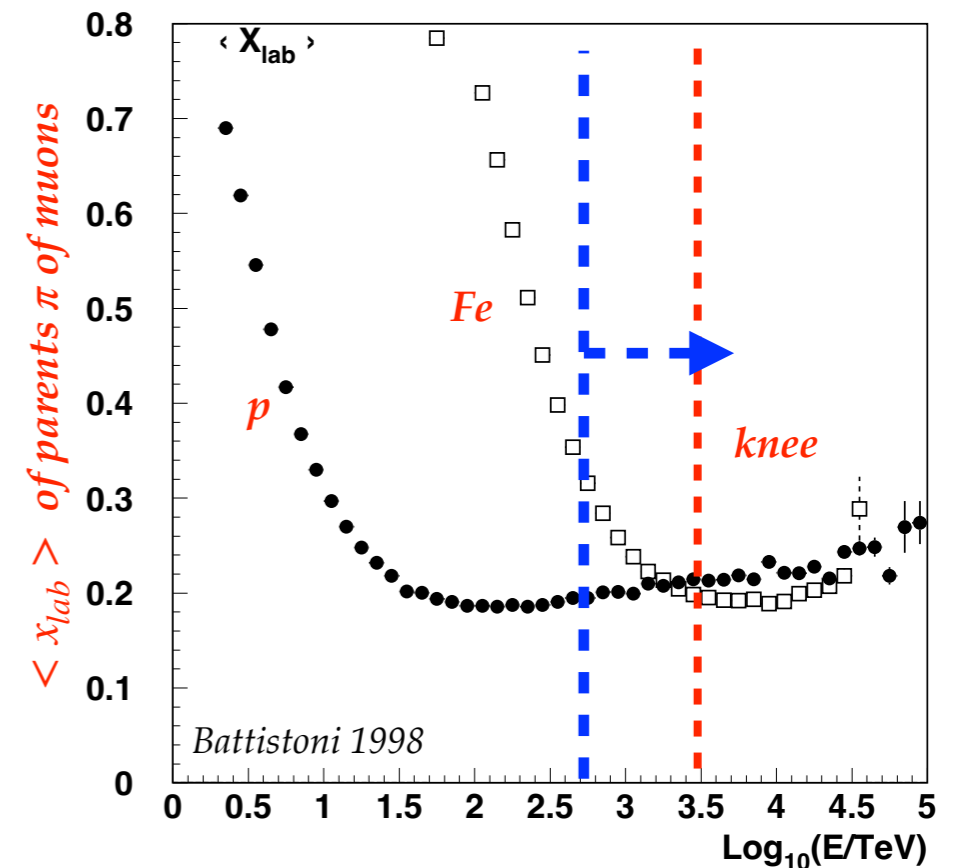 < x_lab > of parents π of muons
0.8
0.7
0.6
0.5
0.4
0.3
0.2
0.1
0
‹ X_lab ›
Fe
p
knee
Battistoni 1998
0 0.5 1 1.5 2 2.5 3 3.5 4 4.5 5
Log₁₀(E/TeV)